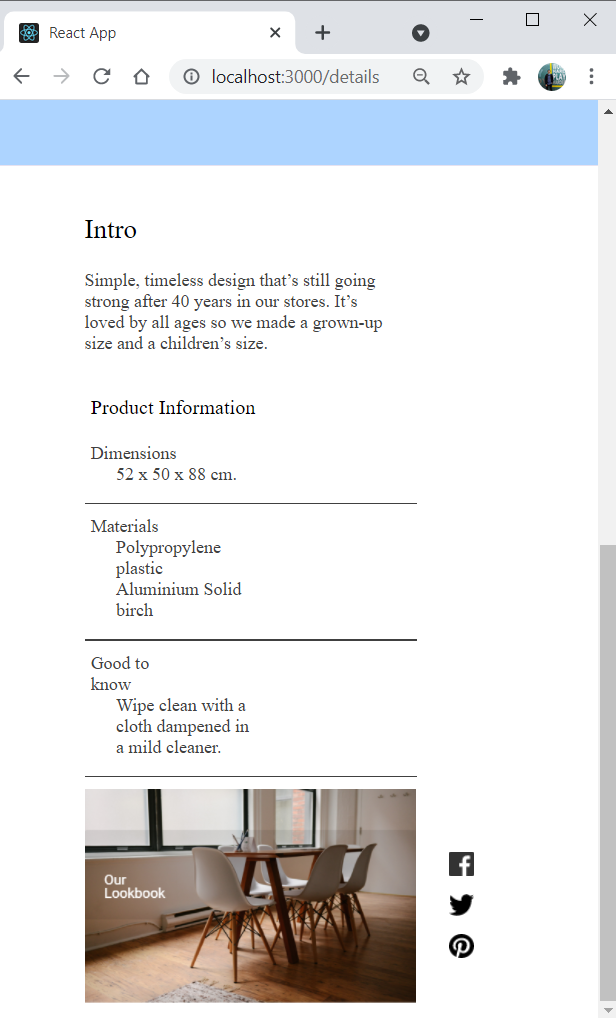 React App
localhost:3000/details
Intro
Simple, timeless design that’s still going
strong after 40 years in our stores. It’s
loved by all ages so we made a grown-up
size and a children’s size.
Product Information
Dimensions
52 x 50 x 88 cm.
Materials
Polypropylene
plastic
Aluminium Solid
birch
Good to
know
Wipe clean with a
cloth dampened in
a mild cleaner.
Our
Lookbook